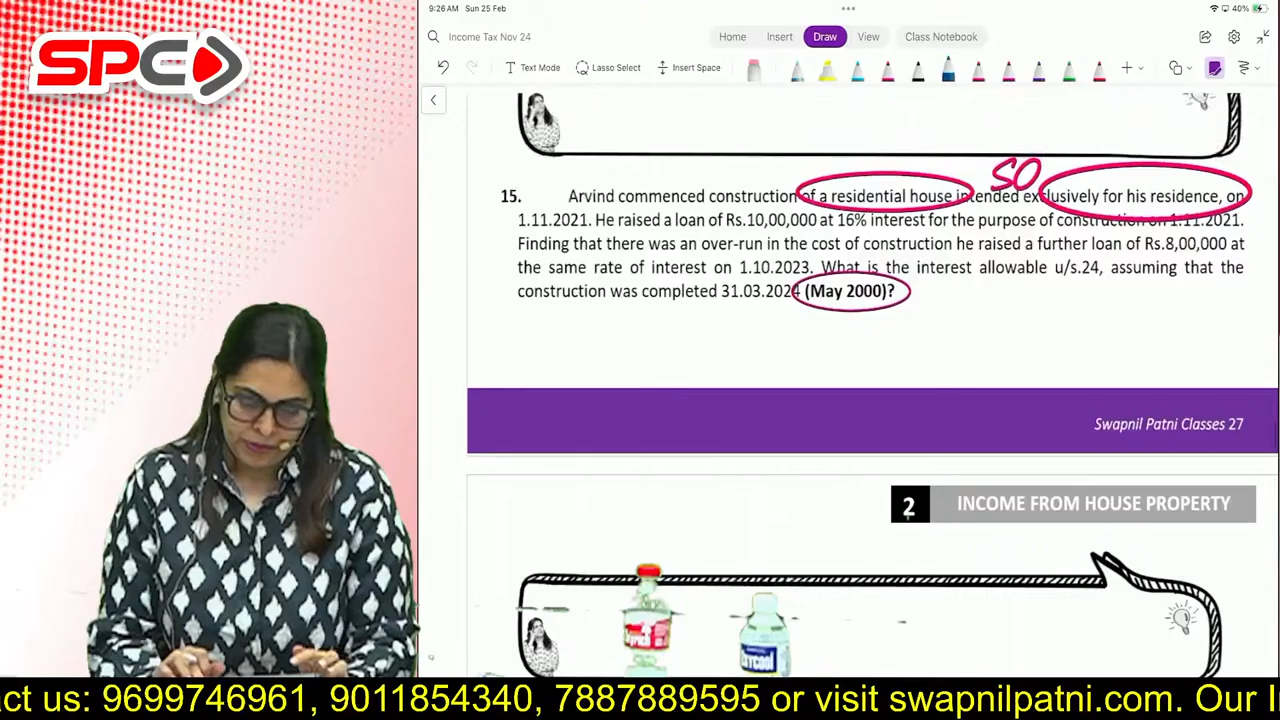 9:26 AM Sun 25 Feb
40%
SPC
Income Tax Nov 24
Home Insert Draw View Class Notebook
Text Mode Lasso Select Insert Space
SO
15. Arvind commenced construction of a residential house intended exclusively for his residence, on
1.11.2021. He raised a loan of Rs.10,00,000 at 16% interest for the purpose of construction on 1.11.2021.
Finding that there was an over-run in the cost of construction he raised a further loan of Rs.8,00,000 at
the same rate of interest on 1.10.2023. What is the interest allowable u/s.24, assuming that the
construction was completed 31.03.2024 (May 2000)?
Swapnil Patni Classes 27
2 INCOME FROM HOUSE PROPERTY
act us: 9699746961, 9011854340, 7887889595 or visit swapnilpatni.com. Our